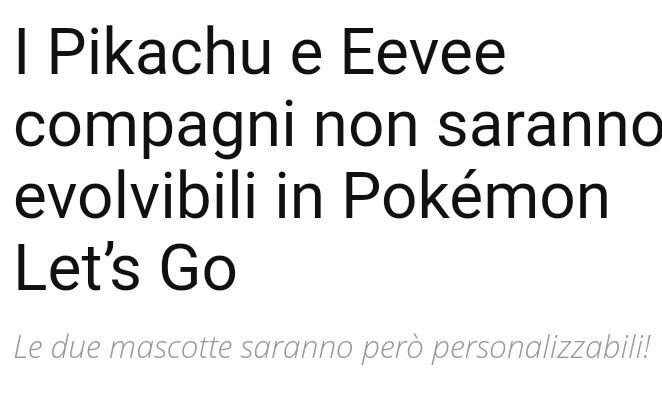 I Pikachu e Eevee
compagni non saranno
evolvibili in Pokémon
Let’s Go
Le due mascotte saranno però personalizzabili!